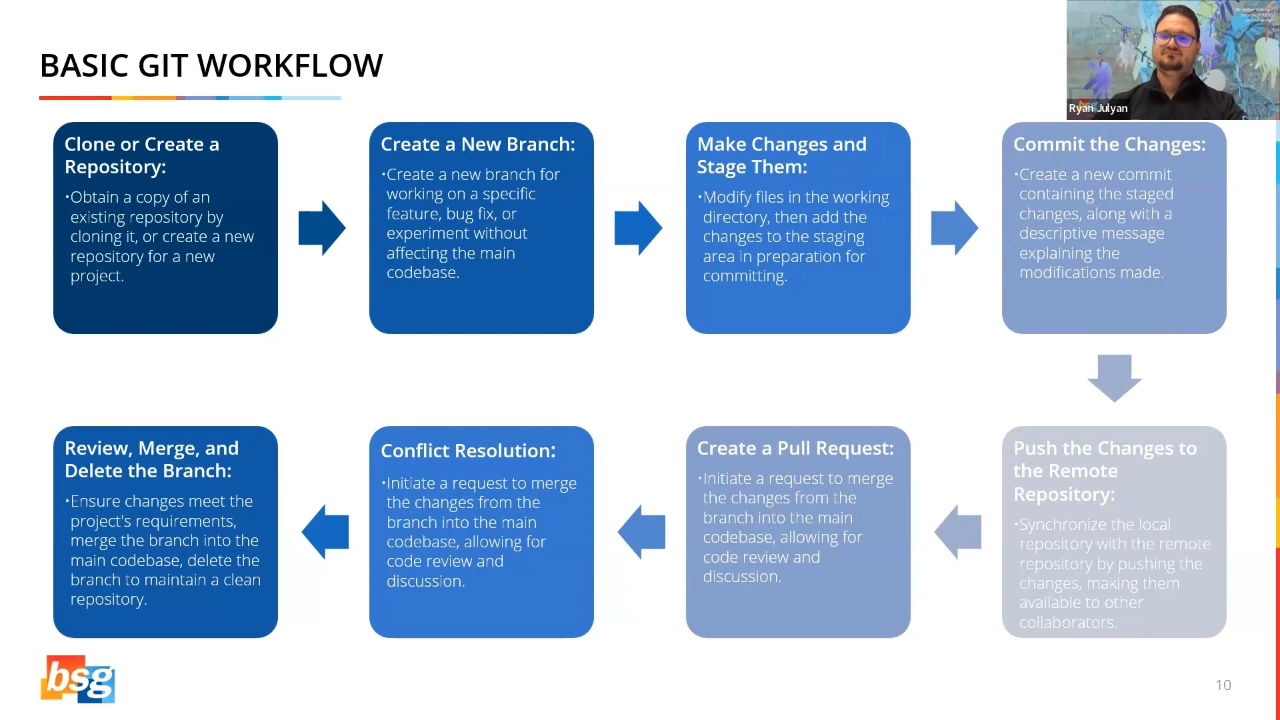 BASIC GIT WORKFLOW
Ryan Julyan
Clone or Create a
Repository:
•Obtain a copy of an
existing repository by
cloning it, or create a new
repository for a new
project.
Create a New Branch:
•Create a new branch for
working on a specific
feature, bug fix, or
experiment without
affecting the main
codebase.
Make Changes and
Stage Them:
•Modify files in the working
directory, then add the
changes to the staging
area in preparation for
committing.
Commit the Changes:
•Create a new commit
containing the staged
changes, along with a
descriptive message
explaining the
modifications made.
Push the Changes to
the Remote
Repository:
•Synchronize the local
repository with the remote
repository by pushing the
changes, making them
available to other
collaborators.
Create a Pull Request:
•Initiate a request to merge
the changes from the
branch into the main
codebase, allowing for
code review and
discussion.
Conflict Resolution:
•Initiate a request to merge
the changes from the
branch into the main
codebase, allowing for
code review and
discussion.
Review, Merge, and
Delete the Branch:
•Ensure changes meet the
project's requirements,
merge the branch into the
main codebase, delete the
branch to maintain a clean
repository.
bsg
10